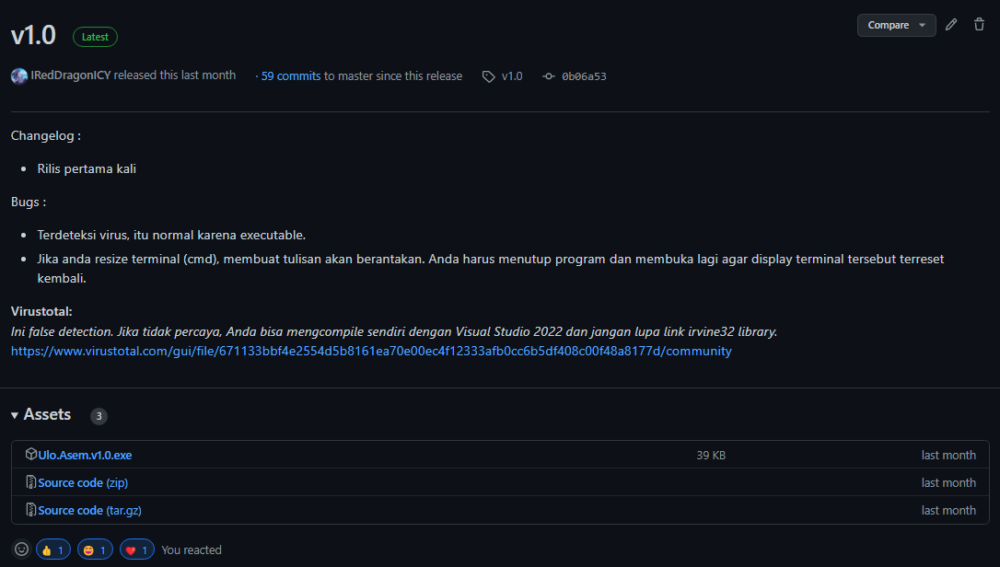 v1.0 Latest Compare
IRedDragonICY released this last month · 59 commits to master since this release v1.0 0b06a53
Changelog :
• Rilis pertama kali
Bugs :
• Terdeteksi virus, itu normal karena executable.
• Jika anda resize terminal (cmd), membuat tulisan akan berantakan. Anda harus menutup program dan membuka lagi agar display terminal tersebut terreset
kembali.
Virustotal:
Ini false detection. Jika tidak percaya, Anda bisa mengcompile sendiri dengan Visual Studio 2022 dan jangan lupa link irvine32 library.
https://www.virustotal.com/gui/file/671133bbf4e2554d5b8161ea70e00ec4f12333afb0cc6b5df408c00f48a8177d/community
Assets 3
Ulo.Asem.v1.0.exe 39 KB last month
Source code (zip) last month
Source code (tar.gz) last month
👍 1 😄 1 ❤️ 1 You reacted